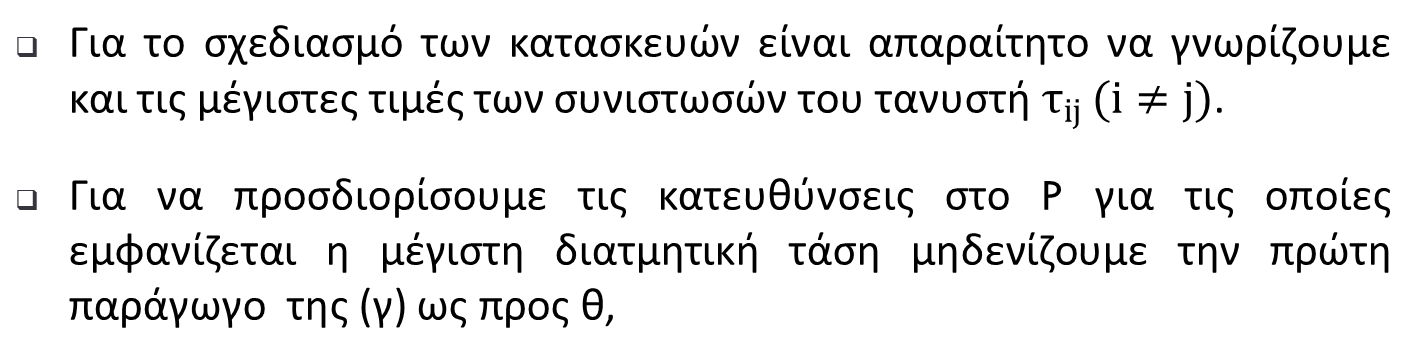 ❑ Για το σχεδιασμό των κατασκευών είναι απαραίτητο να γνωρίζουμε
και τις μέγιστες τιμές των συνιστωσών του τανυστή τ_ij (i ≠ j).
❑ Για να προσδιορίσουμε τις κατευθύνσεις στο P για τις οποίες
εμφανίζεται η μέγιστη διατμητική τάση μηδενίζουμε την πρώτη
παράγωγο της (γ) ως προς θ,